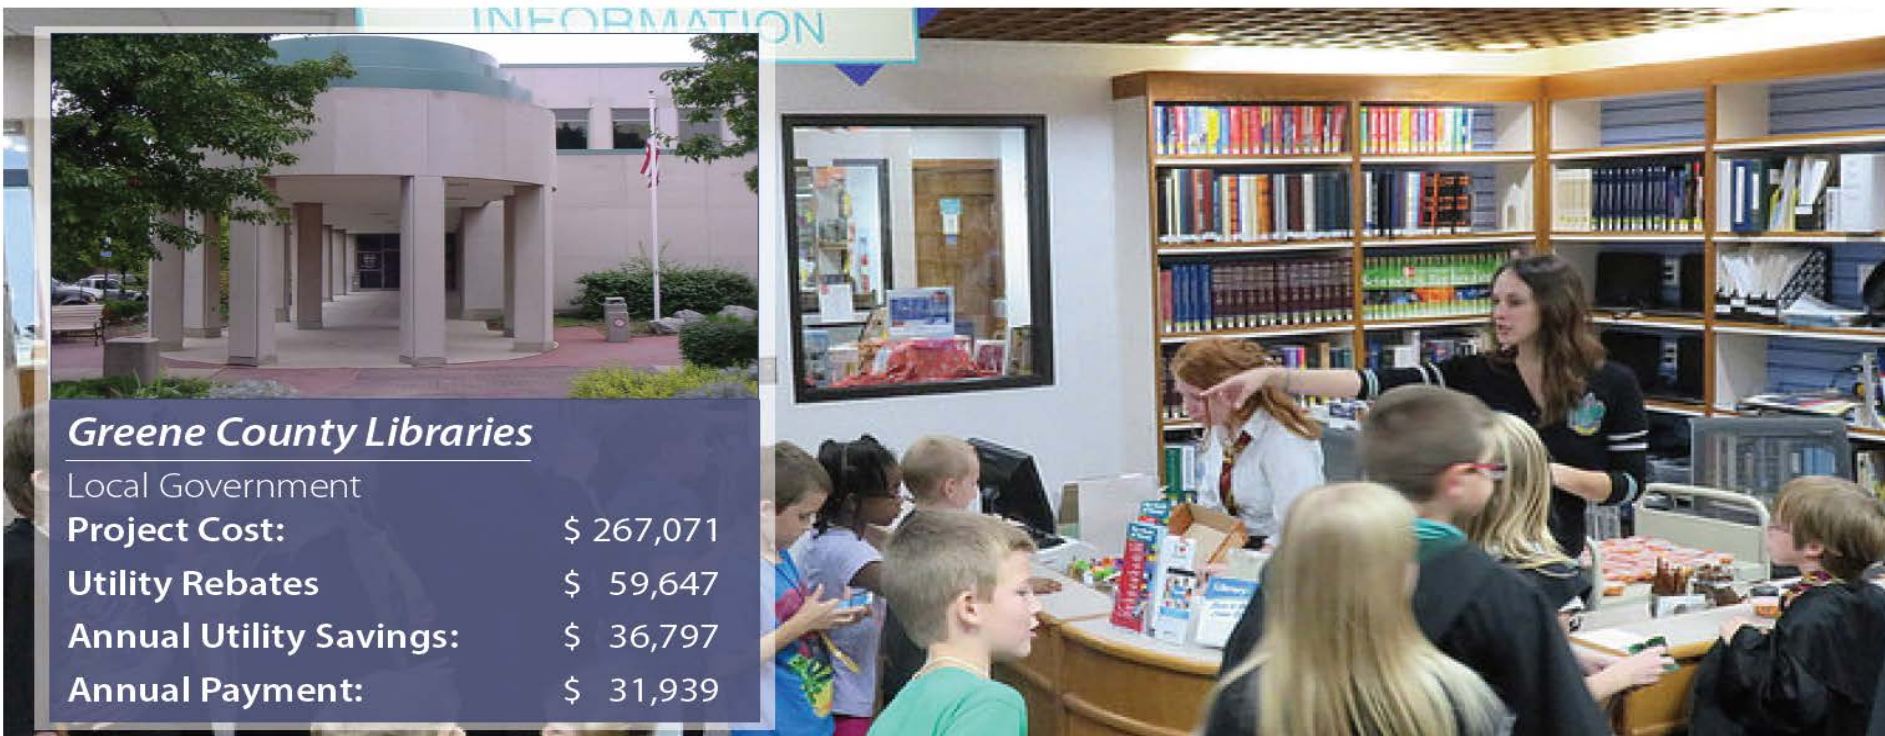 INFORMATION
Greene County Libraries
Local Government
Project Cost: $ 267,071
Utility Rebates $ 59,647
Annual Utility Savings: $ 36,797
Annual Payment: $ 31,939